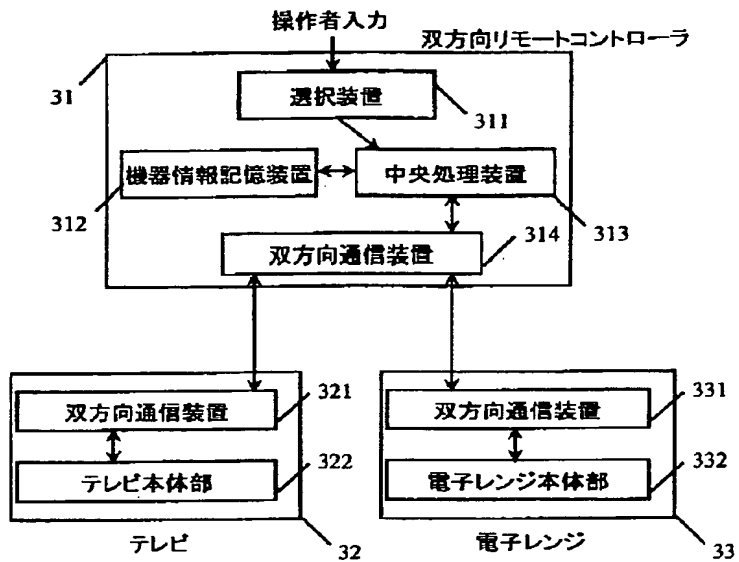 操作者入力
双方向リモートコントローラ
31
選択装置
311
機器情報記憶装置
中央処理装置
312
313
双方向通信装置
314
双方向通信装置
321
双方向通信装置
331
テレビ本体部
322
電子レンジ本体部
332
テレビ
32
電子レンジ
33